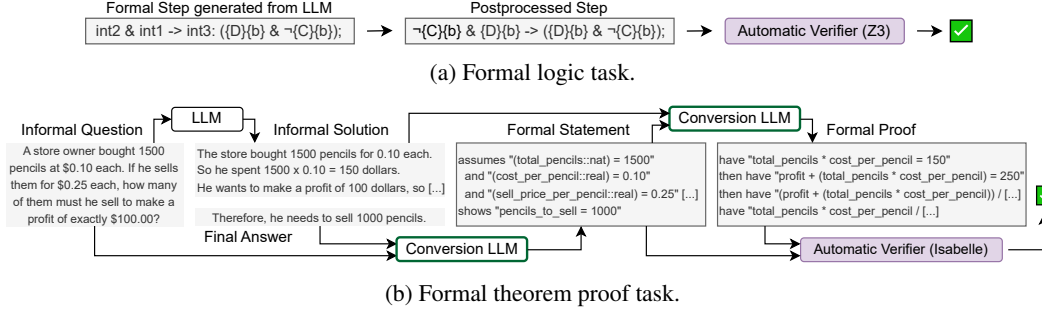 Formal Step generated from LLM
int2 & int1 -> int3: ({D}{b} & ¬{C}{b});
Postprocessed Step
¬{C}{b} & {D}{b} -> ({D}{b} & ¬{C}{b});
Automatic Verifier (Z3)
(a) Formal logic task.
Informal Question
A store owner bought 1500
pencils at $0.10 each. If he sells
them for $0.25 each, how many
of them must he sell to make a
profit of exactly $100.00?
LLM
Informal Solution
The store bought 1500 pencils for 0.10 each.
So he spent 1500 x 0.10 = 150 dollars.
He wants to make a profit of 100 dollars, so [...]
Therefore, he needs to sell 1000 pencils.
Final Answer
Conversion LLM
Formal Statement
assumes "(total_pencils::nat) = 1500"
and "(cost_per_pencil::real) = 0.10"
and "(sell_price_per_pencil::real) = 0.25" [...]
shows "pencils_to_sell = 1000"
Conversion LLM
Formal Proof
have "total_pencils * cost_per_pencil = 150"
then have "profit + (total_pencils * cost_per_pencil) = 250"
then have "(profit + (total_pencils * cost_per_pencil)) / [...]
have "total_pencils * cost_per_pencil / [...]
Automatic Verifier (Isabelle)
(b) Formal theorem proof task.